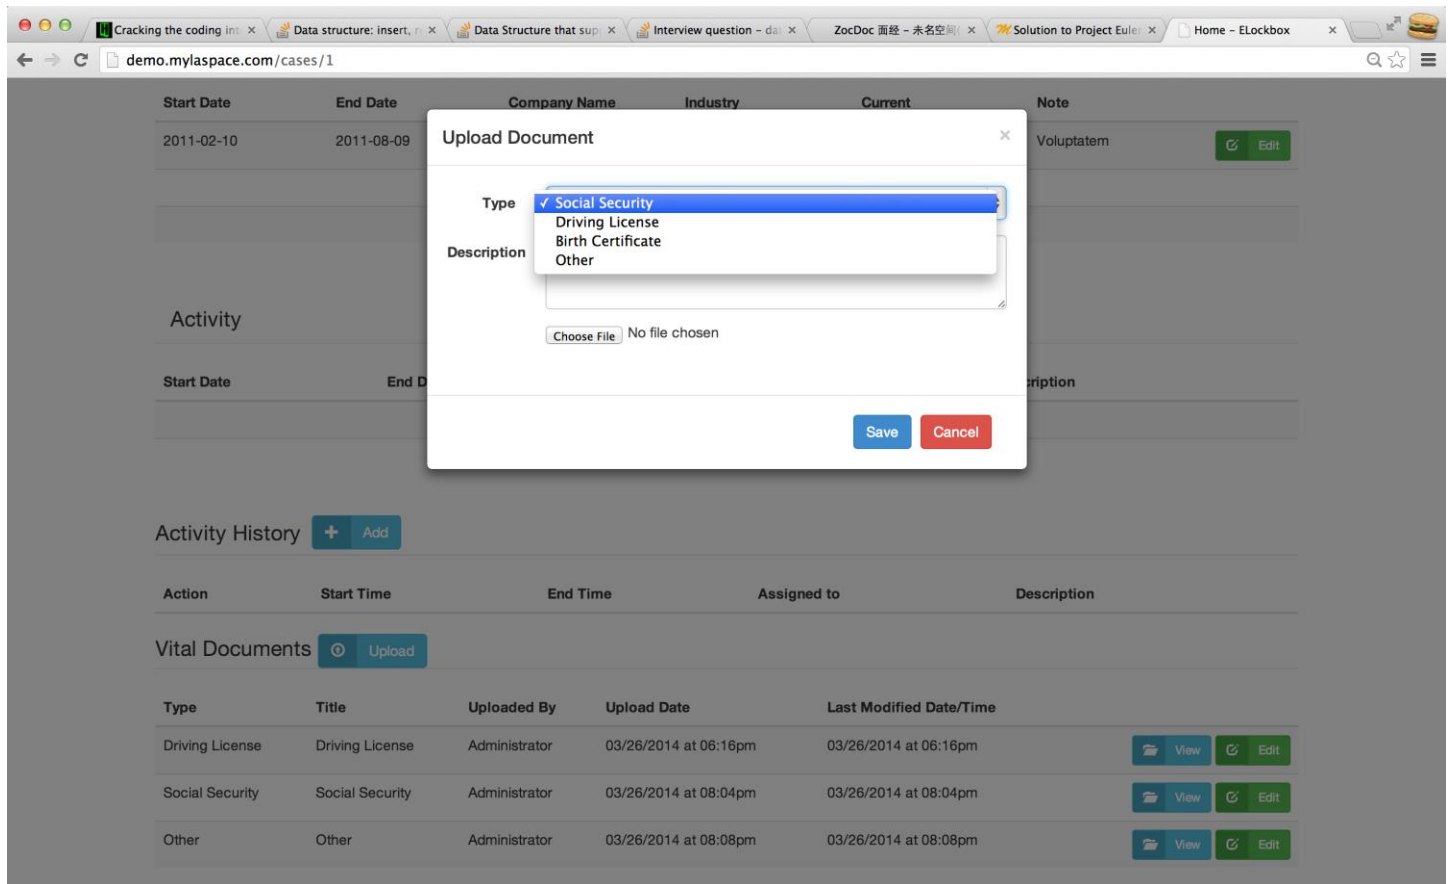 Cracking the coding int Data structure: insert, r Data Structure that sup Interview question – dat ZocDoc 面经 – 未名空间( Solution to Project Euler Home – ELockbox
demo.mylaspace.com/cases/1
Start Date End Date Company Name Industry Current Note
2011-02-10 2011-08-09 Voluptatem Edit
Upload Document ×
Type ✓ Social Security
Driving License
Birth Certificate
Other
Description
Choose File No file chosen
Save Cancel
Activity
Start Date End D cription
Activity History + Add
Action Start Time End Time Assigned to Description
Vital Documents Upload
Type Title Uploaded By Upload Date Last Modified Date/Time
Driving License Driving License Administrator 03/26/2014 at 06:16pm 03/26/2014 at 06:16pm View Edit
Social Security Social Security Administrator 03/26/2014 at 08:04pm 03/26/2014 at 08:04pm View Edit
Other Other Administrator 03/26/2014 at 08:08pm 03/26/2014 at 08:08pm View Edit